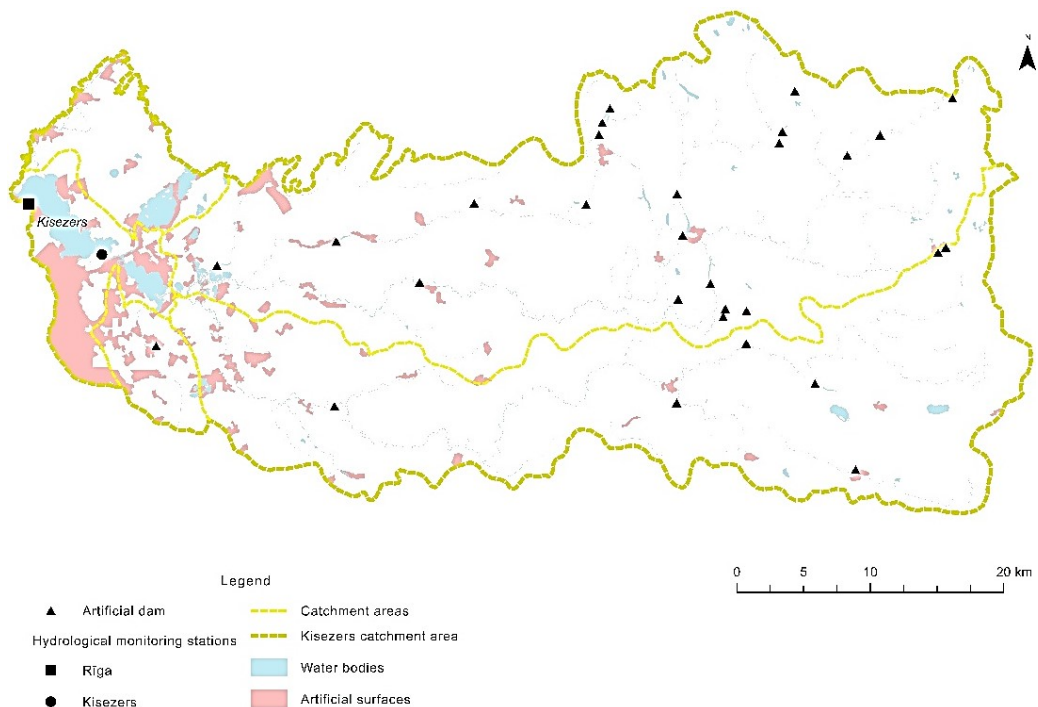 N
Kisezers
0 5 10 20 km
Legend
Artificial dam
Catchment areas
Hydrological monitoring stations
Kisezers catchment area
Rīga
Water bodies
Kisezers
Artificial surfaces